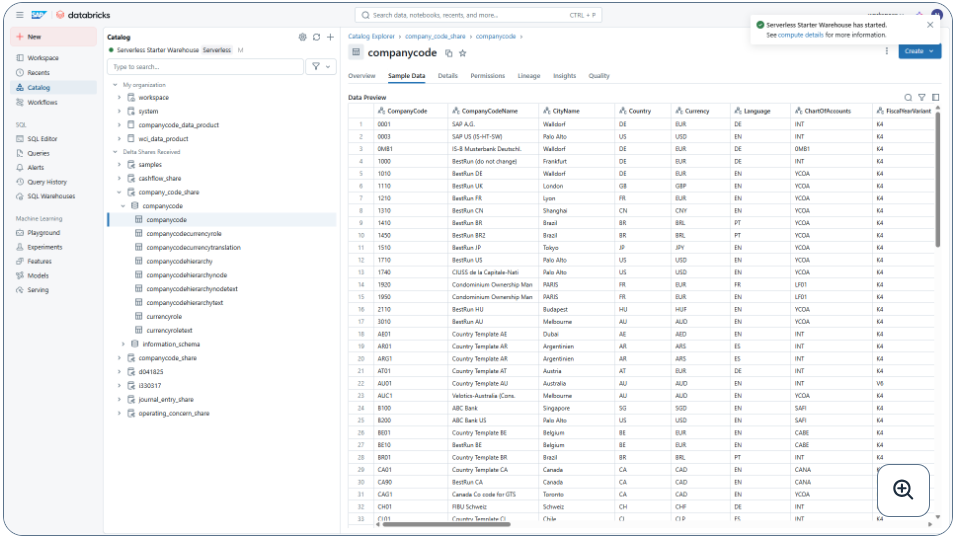 SAP databricks
Search data, notebooks, recents, and more... CTRL + P
Serverless Starter Warehouse has started.
See compute details for more information.
New
Workspace
Recents
Catalog
Workflows
SQL
SQL Editor
Queries
Alerts
Query History
SQL Warehouses
Machine Learning
Playground
Experiments
Features
Models
Serving
Catalog
Serverless Starter Warehouse Serverless M
Type to search...
My organization
workspace
system
companycode_data_product
wci_data_product
Delta Shares Received
samples
cashflow_share
company_code_share
companycode
companycode
companycodecurrencyrole
companycodecurrencytranslation
companycodehierarchy
companycodehierarchynode
companycodehierarchynodetext
companycodehierarchytext
currencyrole
currencyroletext
information_schema
companycode_share
d041825
i330317
journal_entry_share
operating_concern_share
Catalog Explorer > company_code_share > companycode >
companycode
Create
Overview Sample Data Details Permissions Lineage Insights Quality
Data Preview
CompanyCode CompanyCodeName CityName Country Currency Language ChartOfAccounts FiscalYearVariant
1 0001 SAP A.G. Walldorf DE EUR DE INT K4
2 0003 SAP US (IS-HT-SW) Palo Alto US USD EN INT K4
3 0MB1 IS-B Musterbank Deutschl. Walldorf DE EUR DE 0MB1 K4
4 1000 BestRun (do not change) Frankfurt DE EUR DE INT K4
5 1010 BestRun DE Walldorf DE EUR DE YCOA K4
6 1110 BestRun UK London GB GBP EN YCOA K4
7 1210 BestRun FR Lyon FR EUR EN YCOA K4
8 1310 BestRun CN Shanghai CN CNY EN YCOA K4
9 1410 BestRun BR Brazil BR BRL PT YCOA K4
10 1450 BestRun BR2 Brazil BR BRL PT YCOA K4
11 1510 BestRun JP Tokyo JP JPY EN YCOA K4
12 1710 BestRun US Palo Alto US USD EN YCOA K4
13 1740 CIUSS de la Capitale-Nati Palo Alto US USD EN YCOA K4
14 1920 Condominium Ownership Man PARIS FR EUR FR LF01 K4
15 1950 Condominium Ownership Man PARIS FR EUR EN LF01 K4
16 2110 BestRun HU Budapest HU HUF EN YCOA K4
17 3010 BestRun AU Melbourne AU AUD EN YCOA K4
18 AE01 Country Template AE Dubai AE AED EN INT K4
19 AR01 Country Template AR Argentinien AR ARS ES INT K4
20 ARG1 Country Template AR Argentinien AR ARS ES INT K4
21 AT01 Country Template AT Austria AT EUR DE INT K4
22 AU01 Country Template AU Australia AU AUD EN INT V6
23 AUC1 Velotics-Australia (Cons. Melbourne AU AUD EN YCOA K4
24 B100 ABC Bank Singapore SG SGD EN SAFI K4
25 B200 ABC Bank US Palo Alto US USD EN SAFI K4
26 BE01 Country Template BE Belgium BE EUR EN CABE K4
27 BE10 BestRun BE Belgium BE EUR EN CABE K4
28 BR01 Country Template BR Brazil BR BRL PT INT K4
29 CA01 Country Template CA Canada CA CAD EN CANA K4
30 CA90 BestRun CA Canada CA CAD EN CANA
31 CAG1 Canada Co code for GTS Toronto CA CAD EN YCOA
32 CH01 FIBU Schweiz Schweiz CH CHF DE INT
33 CL01 Country Template CL Chile CL CLP ES INT K4